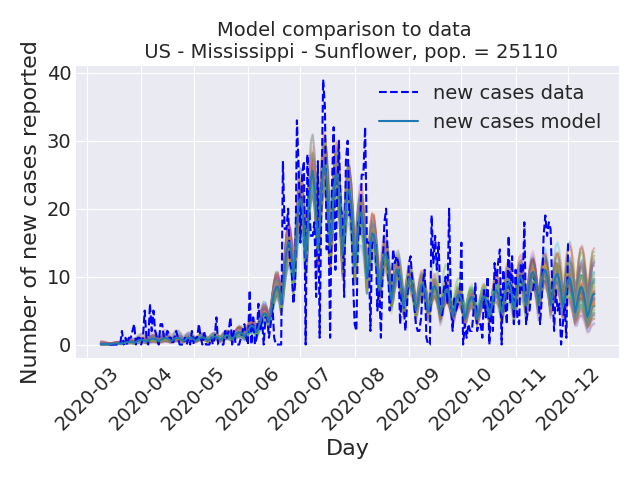 Model comparison to data
US - Mississippi - Sunflower, pop. = 25110
Number of new cases reported
40
30
20
10
0
new cases data
new cases model
2020-03
2020-04
2020-05
2020-06
2020-07
2020-08
2020-09
2020-10
2020-11
2020-12
Day